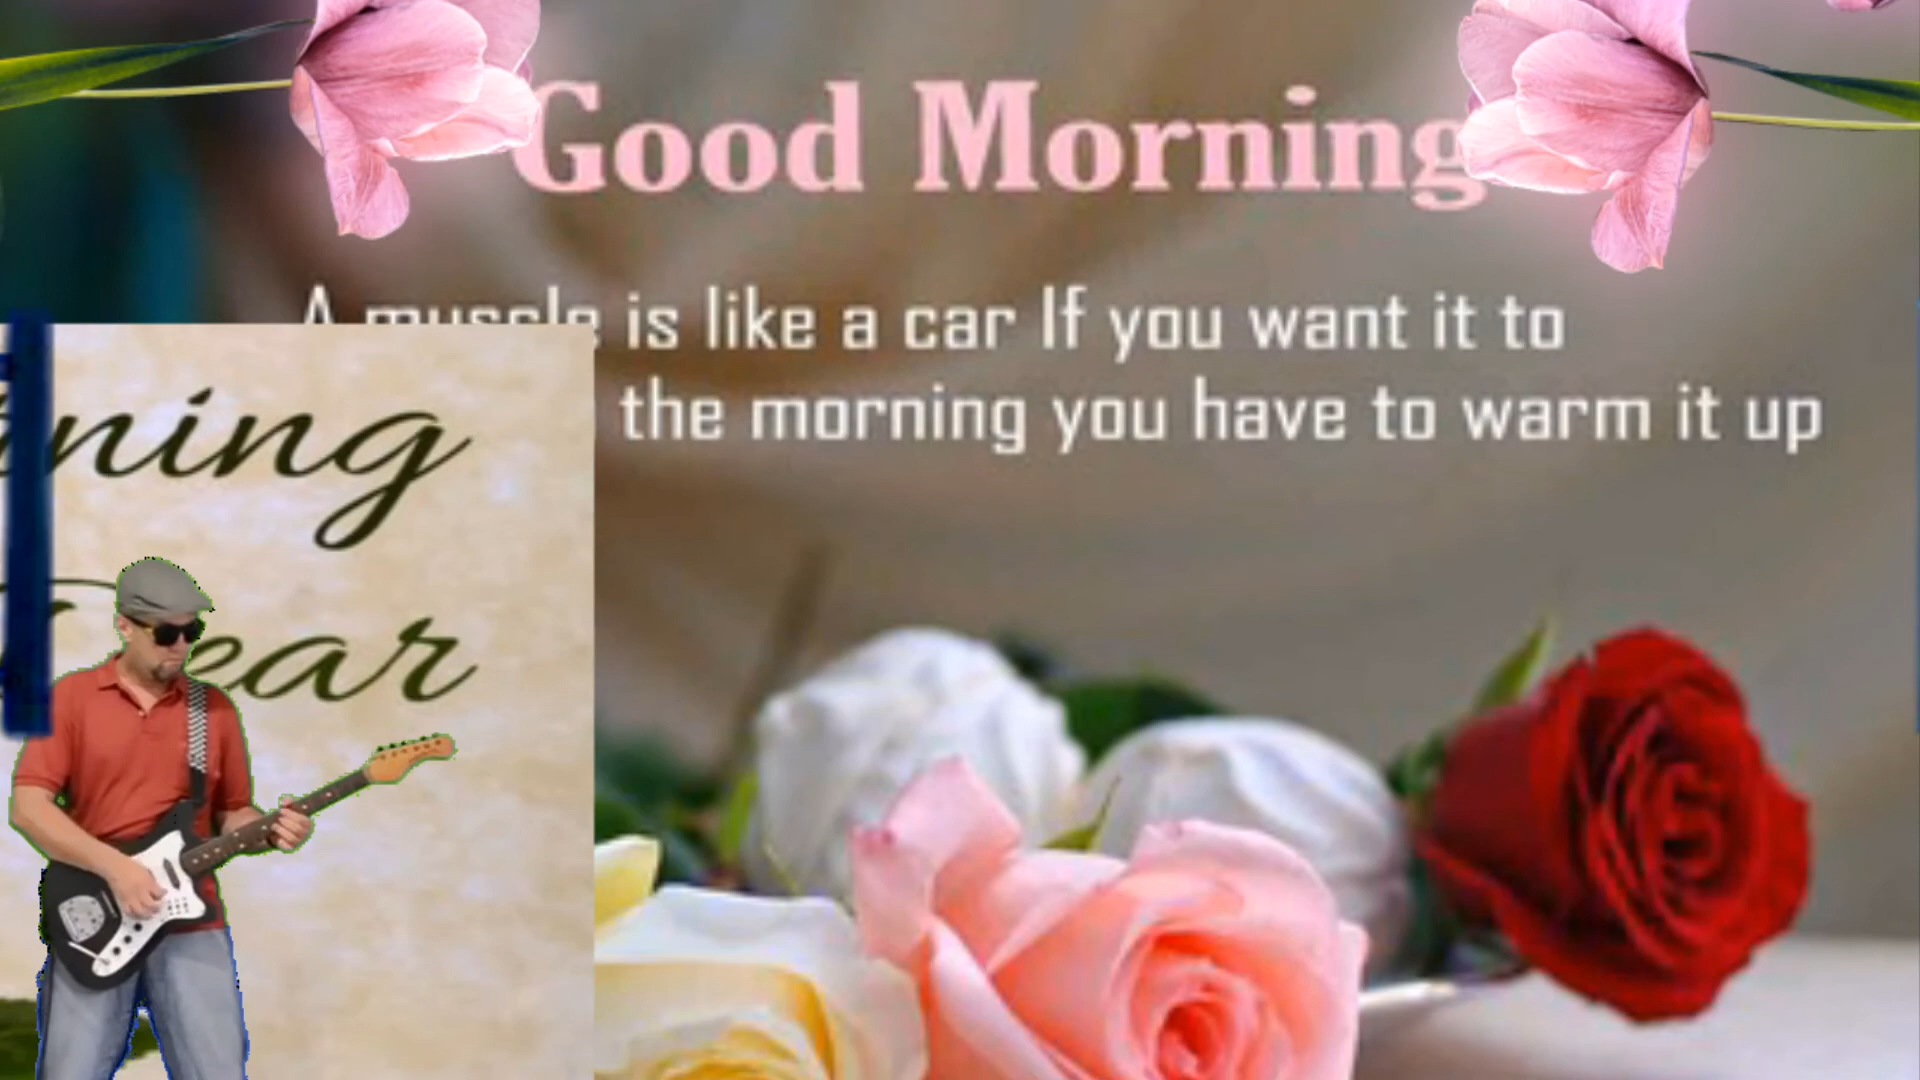 Good Morning
A muscle is like a car If you want it to
the morning you have to warm it up
ning
ear